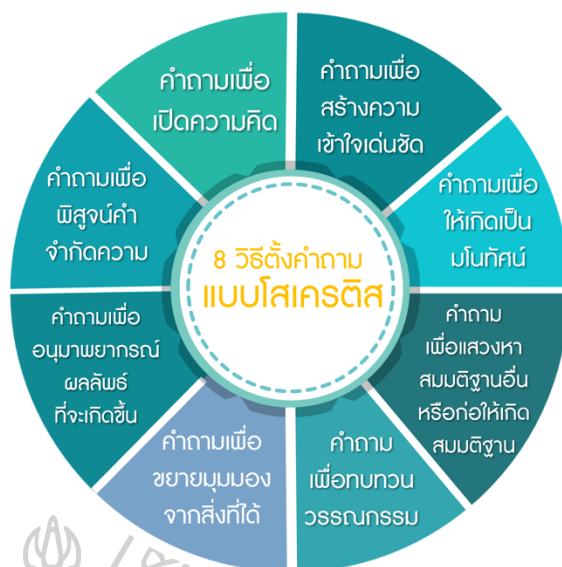 8 วิธีตั้งคำถาม
แบบโสเครติส
คำถามเพื่อ
เปิดความคิด
คำถามเพื่อ
สร้างความ
เข้าใจเด่นชัด
คำถามเพื่อ
ให้เกิดเป็น
มโนทัศน์
คำถาม
เพื่อแสวงหา
สมมติฐานอื่น
หรือก่อให้เกิด
สมมติฐาน
คำถาม
เพื่อทบทวน
วรรณกรรม
คำถามเพื่อ
ขยายมุมมอง
จากสิ่งที่ได้
คำถามเพื่อ
อนุมาพยากรณ์
ผลลัพธ์
ที่จะเกิดขึ้น
คำถามเพื่อ
พิสูจน์คำ
จำกัดความ